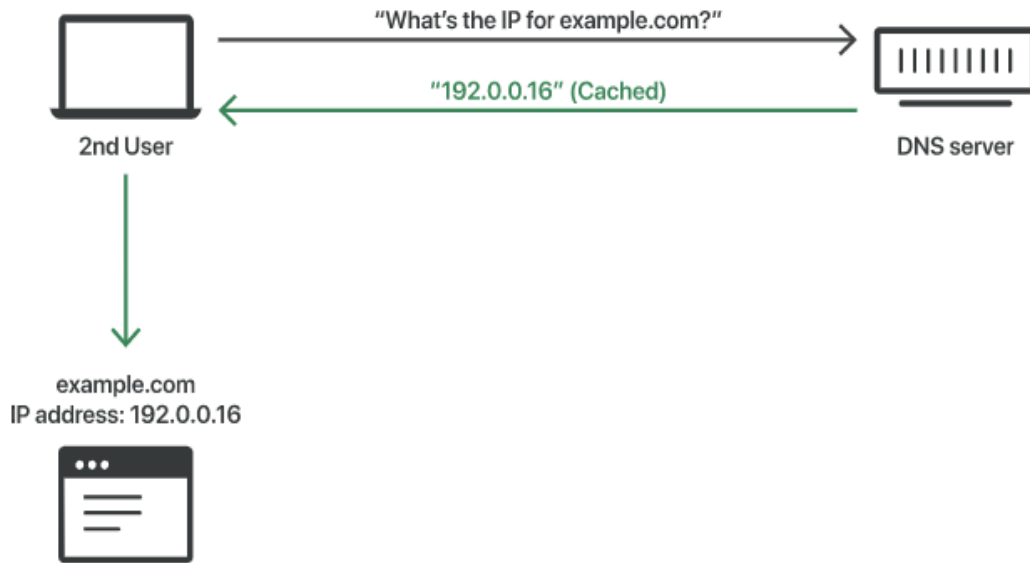 “What’s the IP for example.com?”
“192.0.0.16” (Cached)
2nd User
DNS server
example.com
IP address: 192.0.0.16